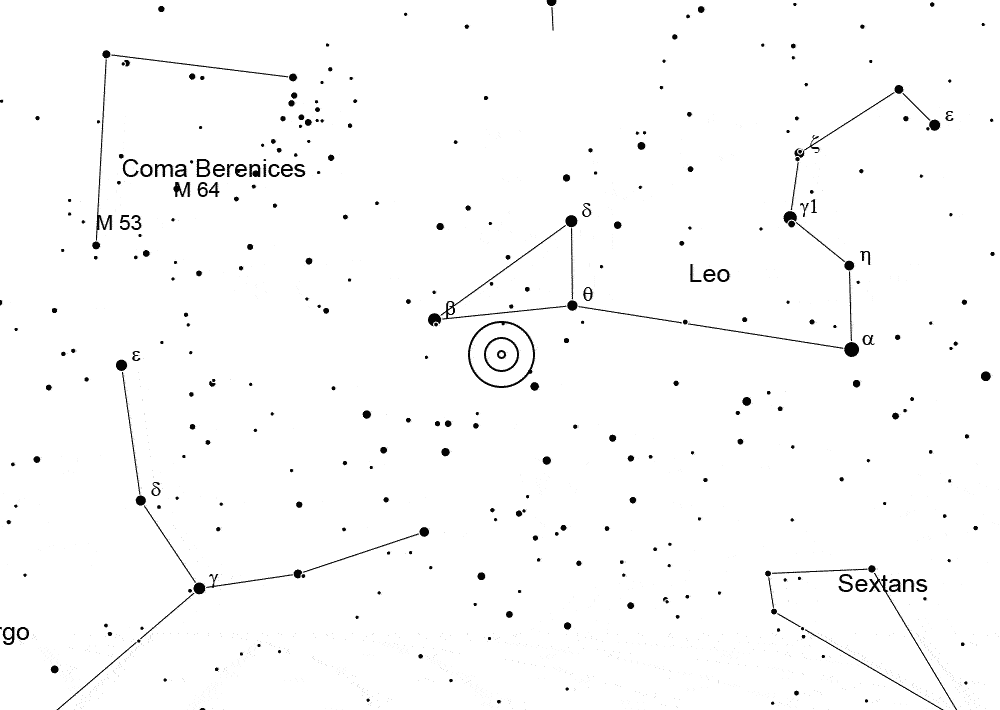 ε
ζ
Coma Berenices
M 64
γ1
δ
M 53
η
Leo
θ
β
α
ε
δ
γ
Sextans
rgo